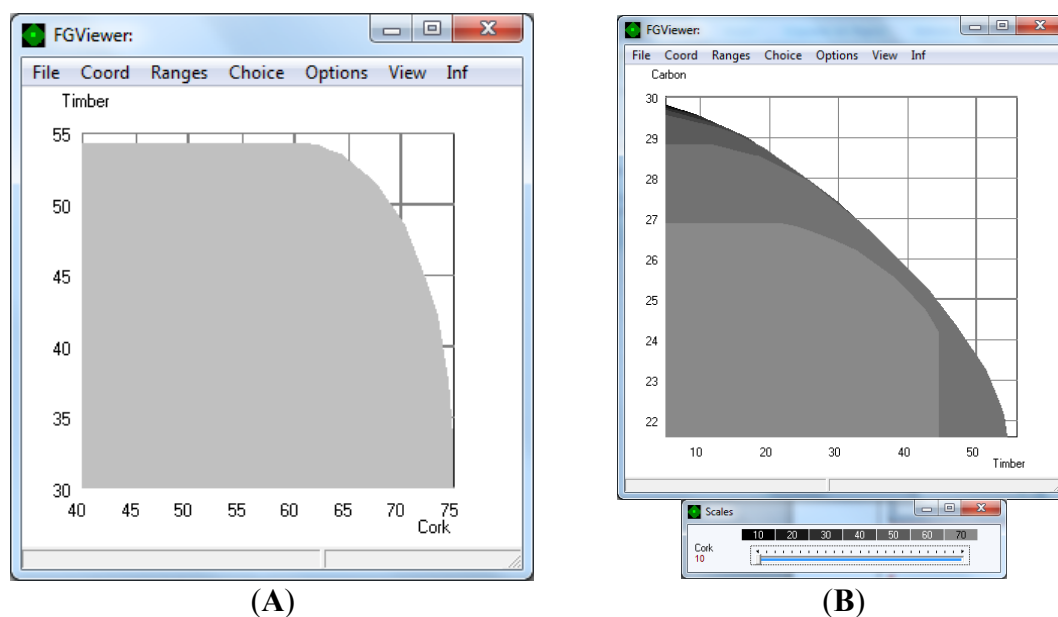 FGViewer:
File Coord Ranges Choice Options View Inf
Timber
55
50
45
40
35
30
40 45 50 55 60 65 70 75
Cork
(A)
FGViewer:
File Coord Ranges Choice Options View Inf
Carbon
30
29
28
27
26
25
24
23
22
10 20 30 40 50
Timber
Scales
10 20 30 40 50 60 70
Cork
10
(B)